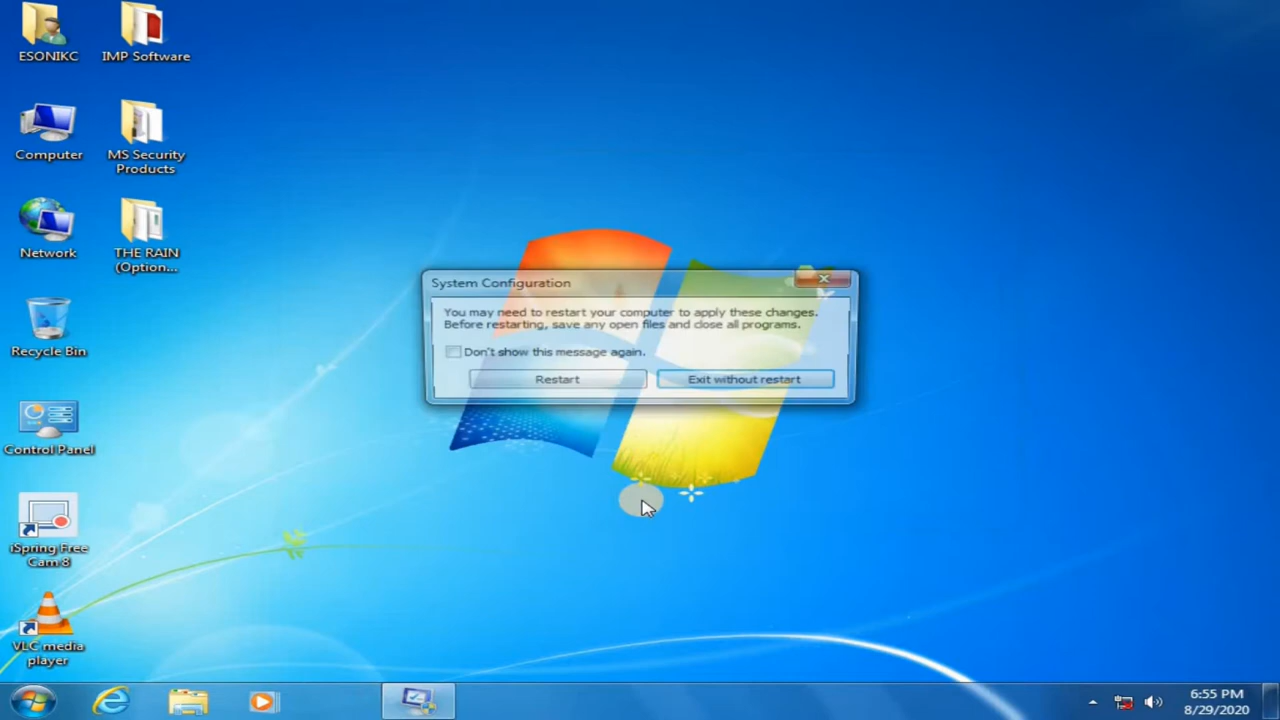 ESONIKC
IMP Software
Computer
MS Security
Products
Network
THE RAIN
(Option...
Recycle Bin
Control Panel
iSpring Free
Cam 8
VLC media
player
System Configuration
You may need to restart your computer to apply these changes.
Before restarting, save any open files and close all programs.
Don't show this message again.
Restart
Exit without restart
6:55 PM
8/29/2020